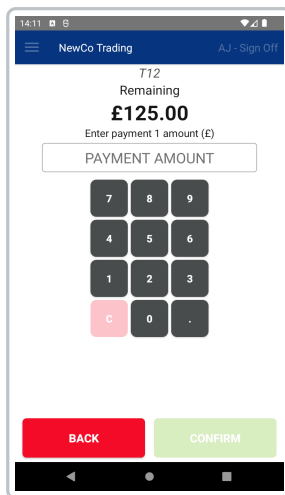 14:11
NewCo Trading AJ - Sign Off
T12
Remaining
£125.00
Enter payment 1 amount (£)
PAYMENT AMOUNT
7 8 9
4 5 6
1 2 3
C 0 .
BACK CONFIRM